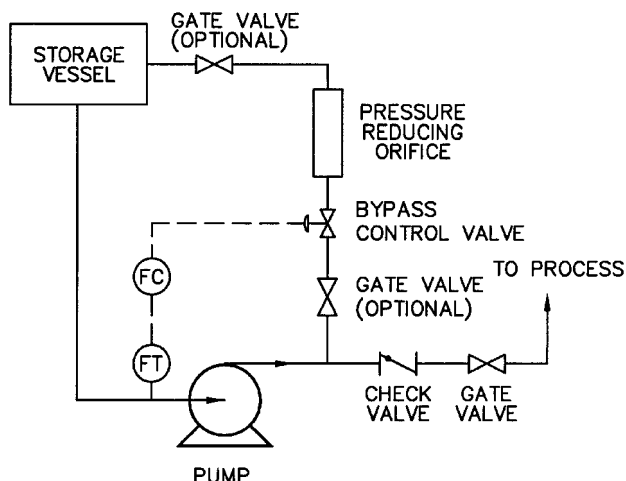 GATE VALVE
(OPTIONAL)
STORAGE
VESSEL
PRESSURE
REDUCING
ORIFICE
BYPASS
CONTROL VALVE
FC
TO PROCESS
GATE VALVE
(OPTIONAL)
FT
CHECK
VALVE
GATE
VALVE
PUMP